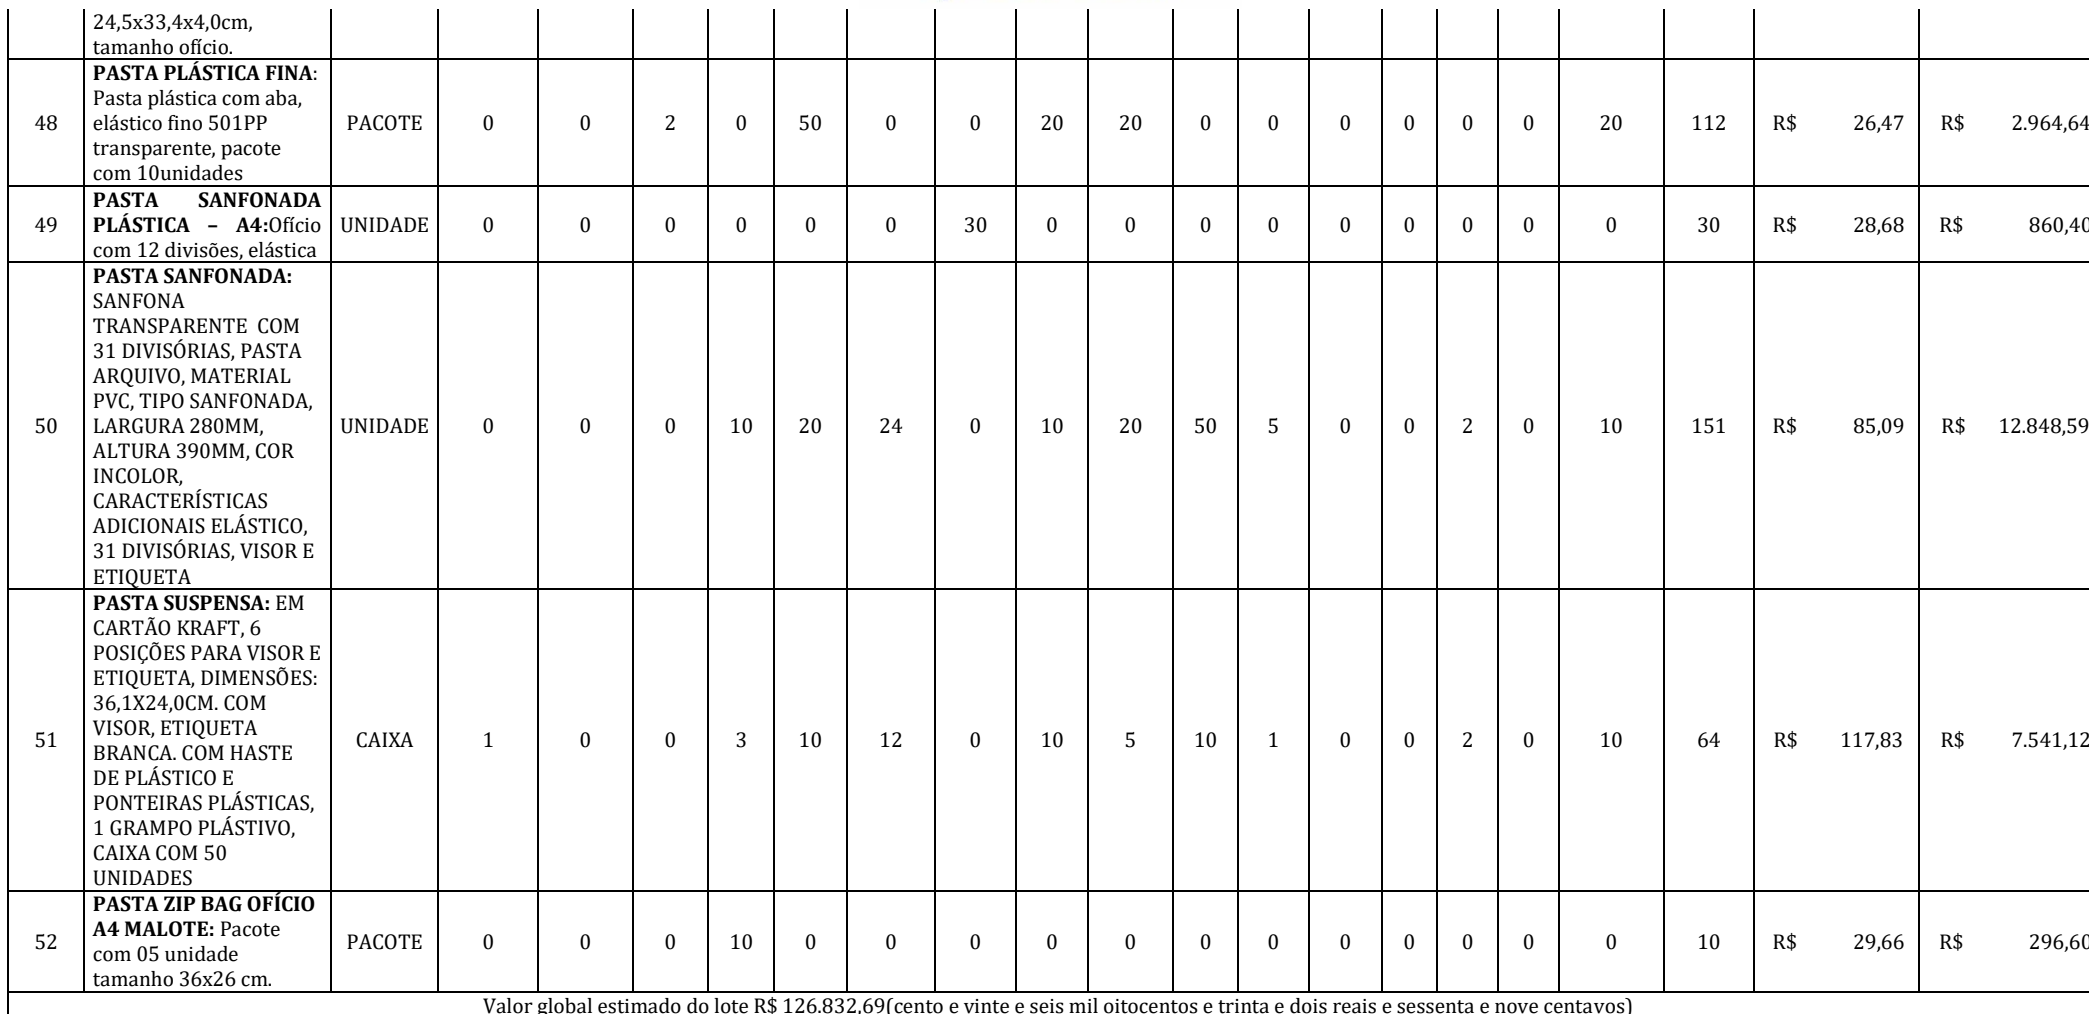 24,5x33,4x4,0cm,
tamanho ofício.
PASTA PLÁSTICA FINA:
Pasta plástica com aba,
elástico fino 501PP
transparente, pacote
com 10unidades
48 PACOTE 0 0 2 0 50 0 0 20 20 0 0 0 0 0 0 20 112 R$ 26,47 R$ 2.964,64
PASTA SANFONADA
PLÁSTICA – A4:Ofício
com 12 divisões, elástica
49 UNIDADE 0 0 0 0 0 0 30 0 0 0 0 0 0 0 0 0 30 R$ 28,68 R$ 860,40
PASTA SANFONADA:
SANFONA
TRANSPARENTE COM
31 DIVISÓRIAS, PASTA
ARQUIVO, MATERIAL
PVC, TIPO SANFONADA,
LARGURA 280MM,
ALTURA 390MM, COR
INCOLOR,
CARACTERÍSTICAS
ADICIONAIS ELÁSTICO,
31 DIVISÓRIAS, VISOR E
ETIQUETA
50 UNIDADE 0 0 0 10 20 24 0 10 20 50 5 0 0 2 0 10 151 R$ 85,09 R$ 12.848,59
PASTA SUSPENSA: EM
CARTÃO KRAFT, 6
POSIÇÕES PARA VISOR E
ETIQUETA, DIMENSÕES:
36,1X24,0CM. COM
VISOR, ETIQUETA
BRANCA. COM HASTE
DE PLÁSTICO E
PONTEIRAS PLÁSTICAS,
1 GRAMPO PLÁSTIVO,
CAIXA COM 50
UNIDADES
51 CAIXA 1 0 0 3 10 12 0 10 5 10 1 0 0 2 0 10 64 R$ 117,83 R$ 7.541,12
PASTA ZIP BAG OFÍCIO
A4 MALOTE: Pacote
com 05 unidade
tamanho 36x26 cm.
52 PACOTE 0 0 0 10 0 0 0 0 0 0 0 0 0 0 0 0 10 R$ 29,66 R$ 296,60
Valor global estimado do lote R$ 126.832,69(cento e vinte e seis mil oitocentos e trinta e dois reais e sessenta e nove centavos)